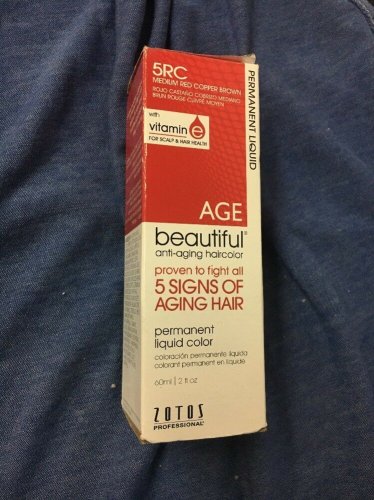 5RC
MEDIUM RED COPPER BROWN
ROJO CASTAÑO COBRIZO MEDIANO
BRUN ROUGE CUIVRÉ MOYEN
with
vitamin e
FOR SCALP & HAIR HEALTH
PERMANENT LIQUID
AGE
beautiful
anti-aging haircolor
proven to fight all
5 SIGNS OF
AGING HAIR
permanent
liquid color
coloración permanente líquida
colorant permanent en liquide
60ml | 2 fl oz
ZOTOS
PROFESSIONAL